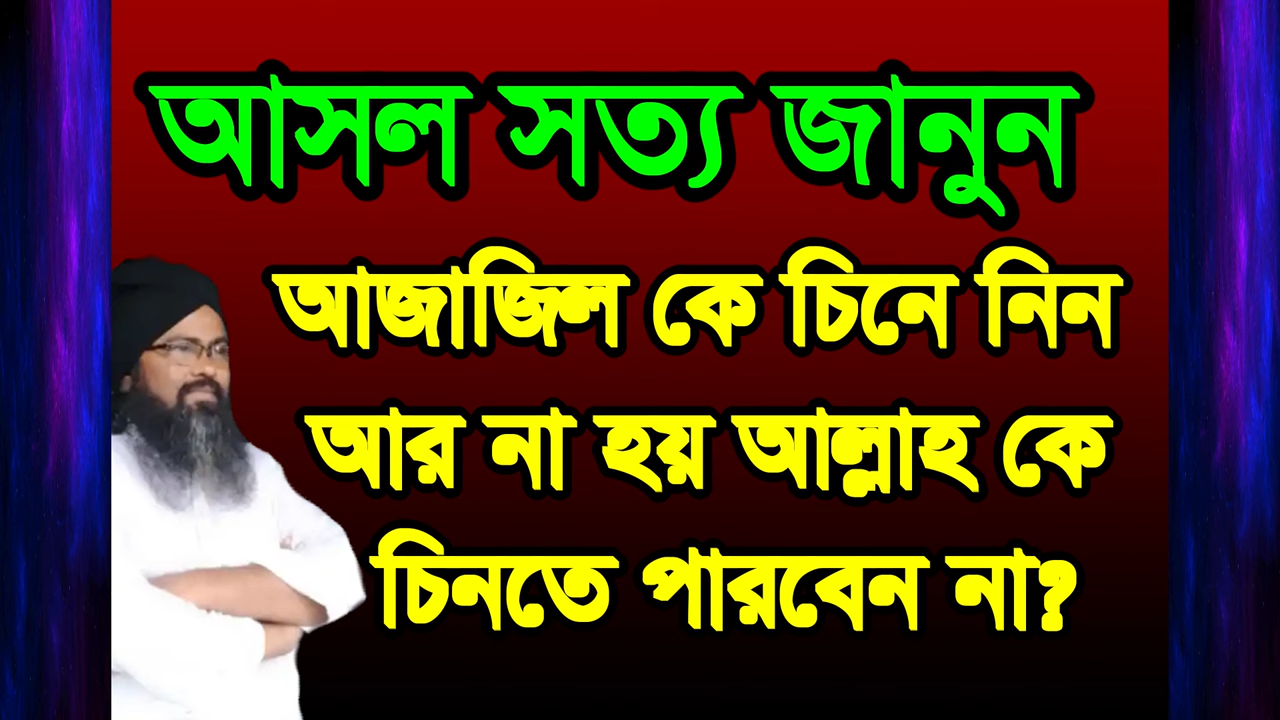 আসল সত্য জানুন
আজাজিল কে চিনে নিন
আর না হয় আল্লাহ কে
চিনতে পারবেন না?